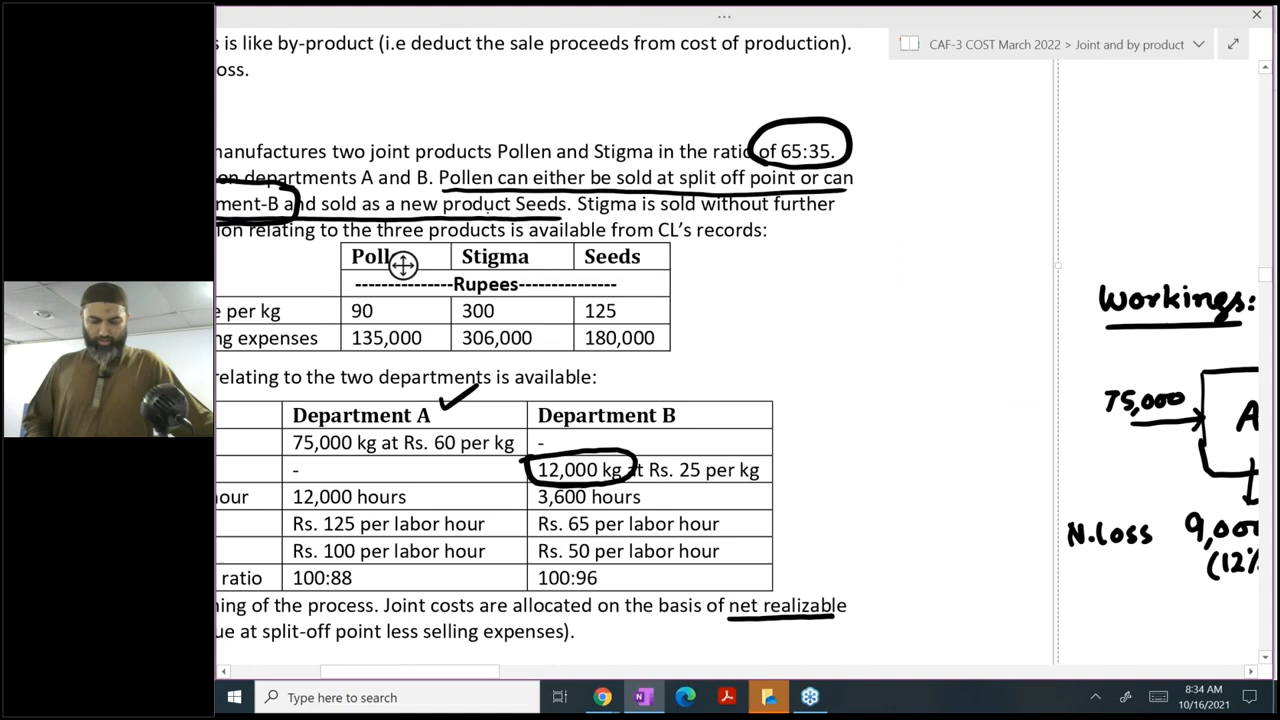 CAF-3 COST March 2022 > Joint and by product
s is like by-product (i.e deduct the sale proceeds from cost of production).
oss.
nanufactures two joint products Pollen and Stigma in the ratio of 65:35.
on departments A and B. Pollen can either be sold at split off point or can
ment-B and sold as a new product Seeds. Stigma is sold without further
ion relating to the three products is available from CL's records:
Poll Stigma Seeds
---------------Rupees---------------
e per kg 90 300 125
ng expenses 135,000 306,000 180,000
relating to the two departments is available:
Department A Department B
75,000 kg at Rs. 60 per kg -
- 12,000 kg at Rs. 25 per kg
our 12,000 hours 3,600 hours
Rs. 125 per labor hour Rs. 65 per labor hour
Rs. 100 per labor hour Rs. 50 per labor hour
ratio 100:88 100:96
ning of the process. Joint costs are allocated on the basis of net realizable
ue at split-off point less selling expenses).
Workings:
75,000
A
N.loss 9,000
(12%
Type here to search
8:34 AM
10/16/2021